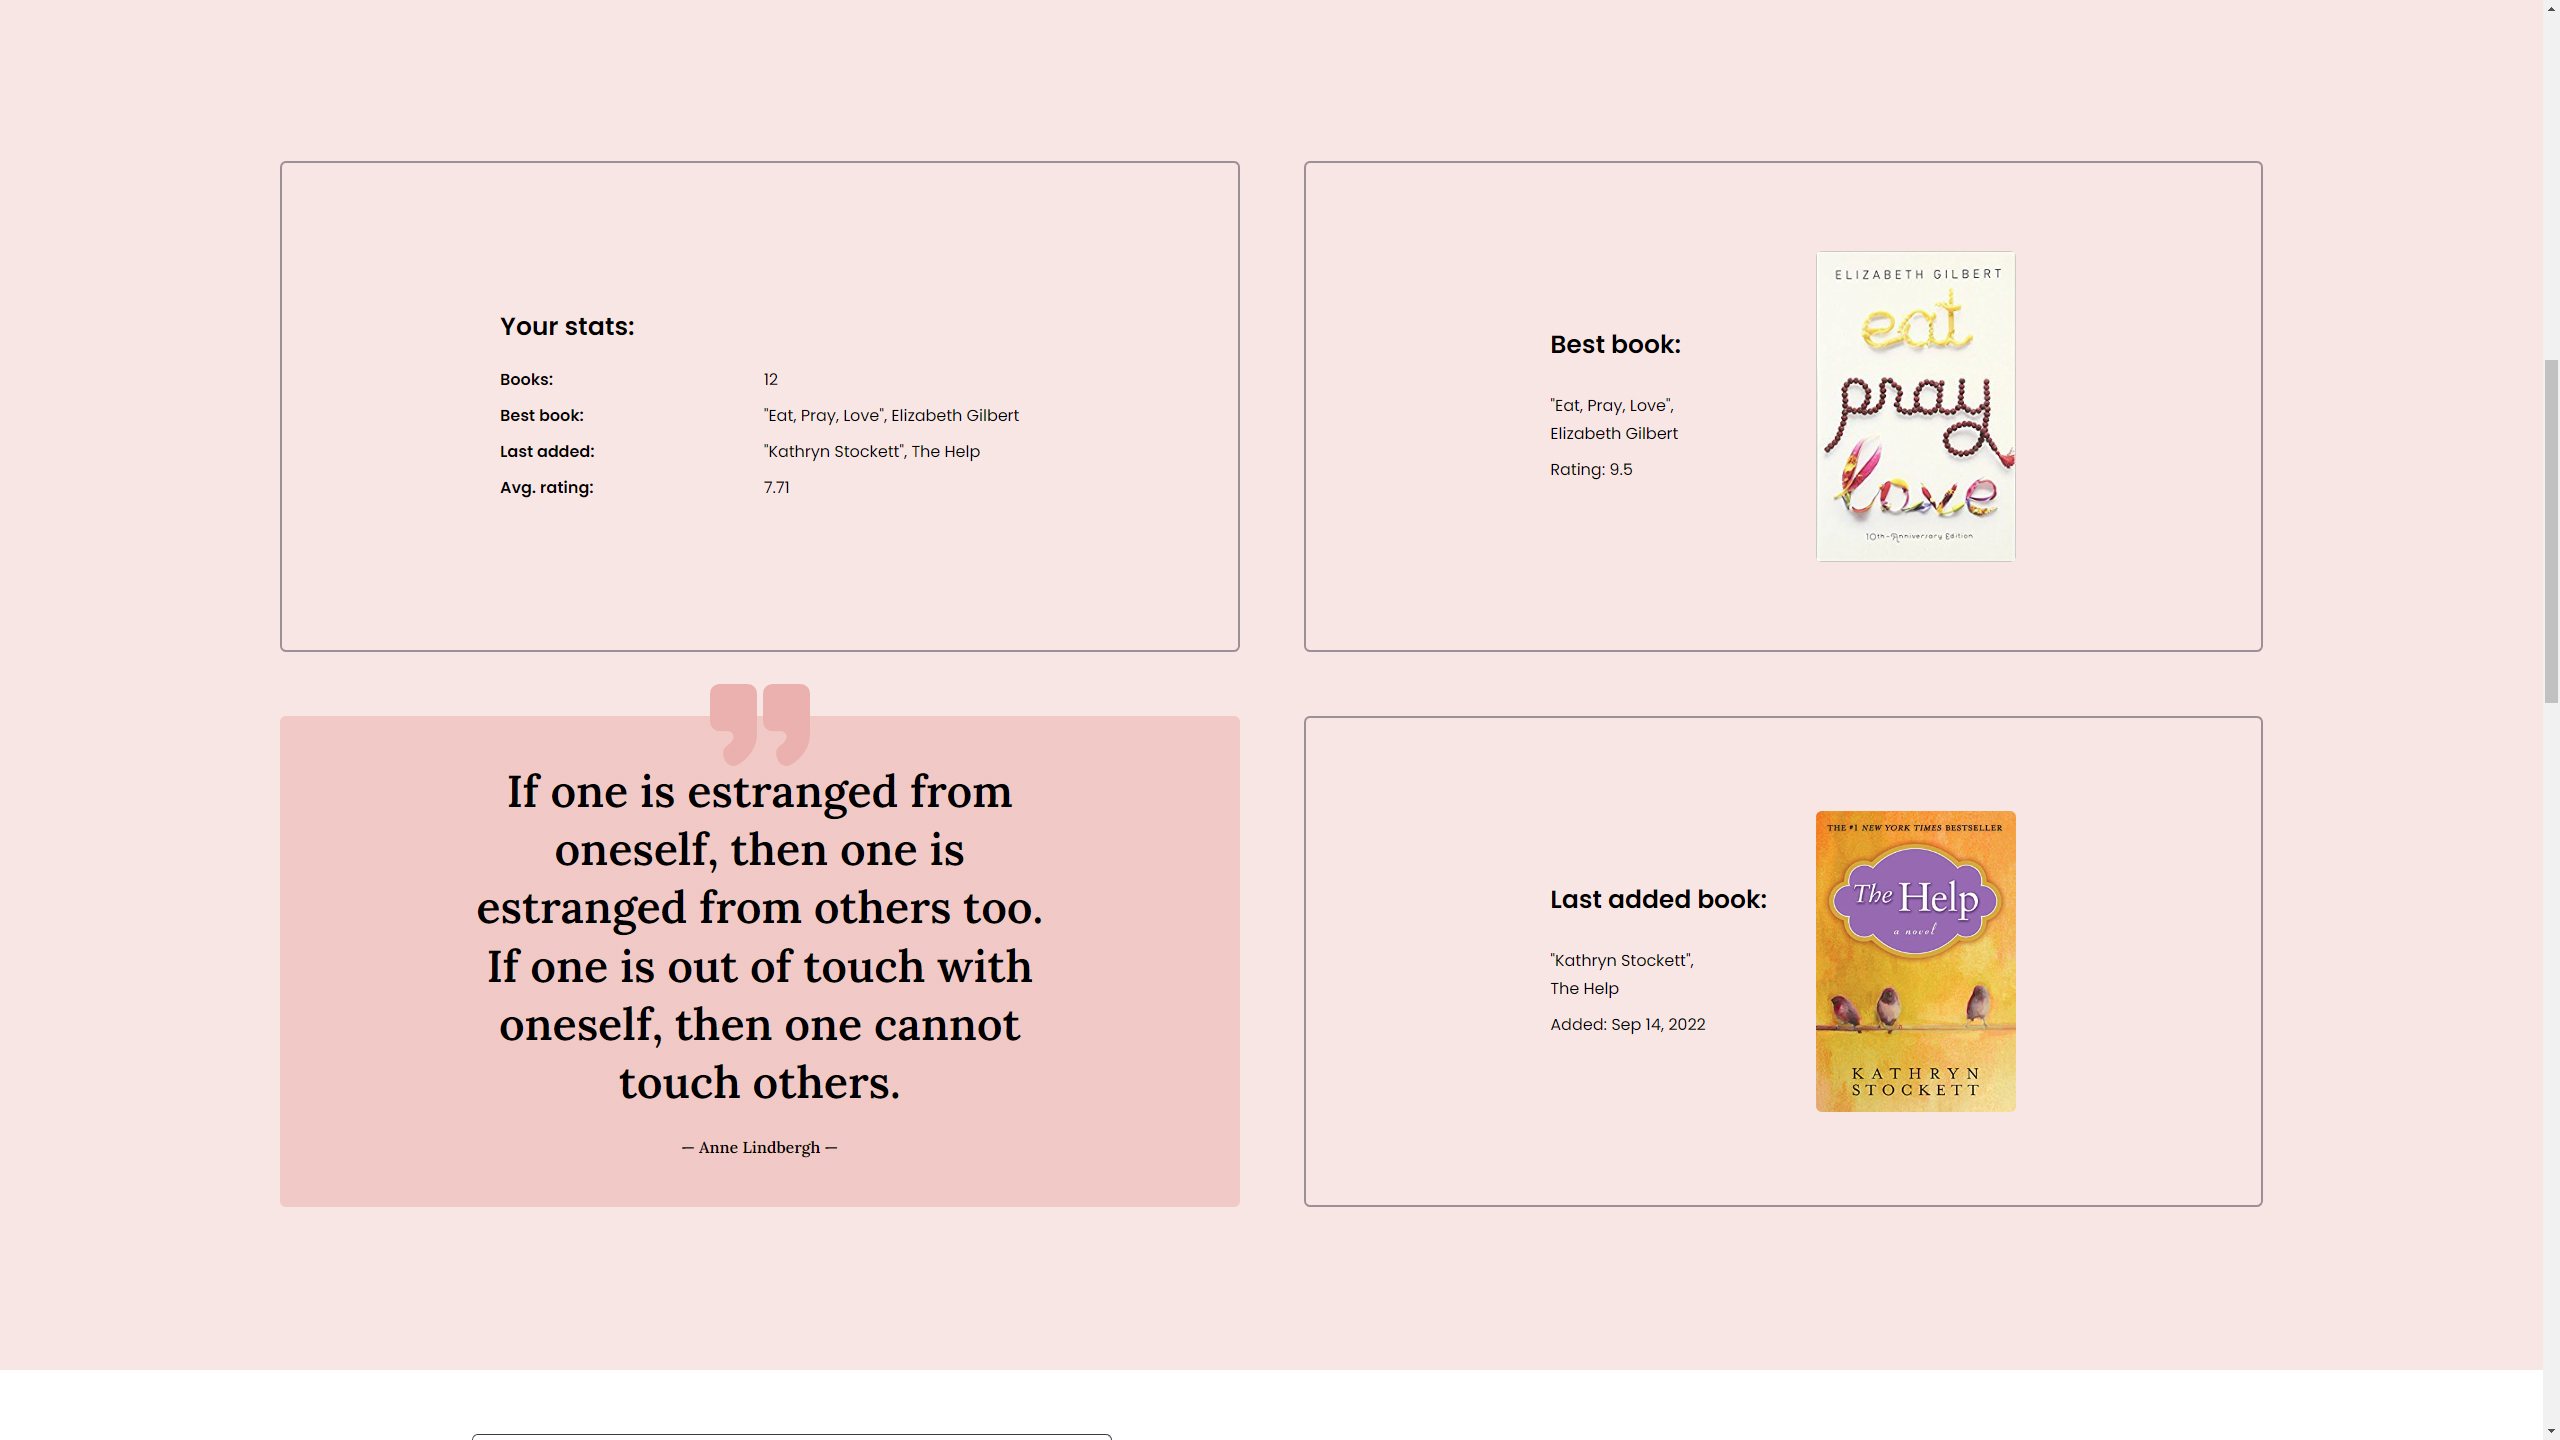 Your stats:
Books: 12
Best book: "Eat, Pray, Love", Elizabeth Gilbert
Last added: "Kathryn Stockett", The Help
Avg. rating: 7.71
Best book:
"Eat, Pray, Love",
Elizabeth Gilbert
Rating: 9.5
ELIZABETH GILBERT
eat
pray
love
10th-Anniversary Edition
If one is estranged from
oneself, then one is
estranged from others too.
If one is out of touch with
oneself, then one cannot
touch others.
— Anne Lindbergh —
Last added book:
"Kathryn Stockett",
The Help
Added: Sep 14, 2022
THE #1 NEW YORK TIMES BESTSELLER
The Help
a novel
KATHRYN
STOCKETT